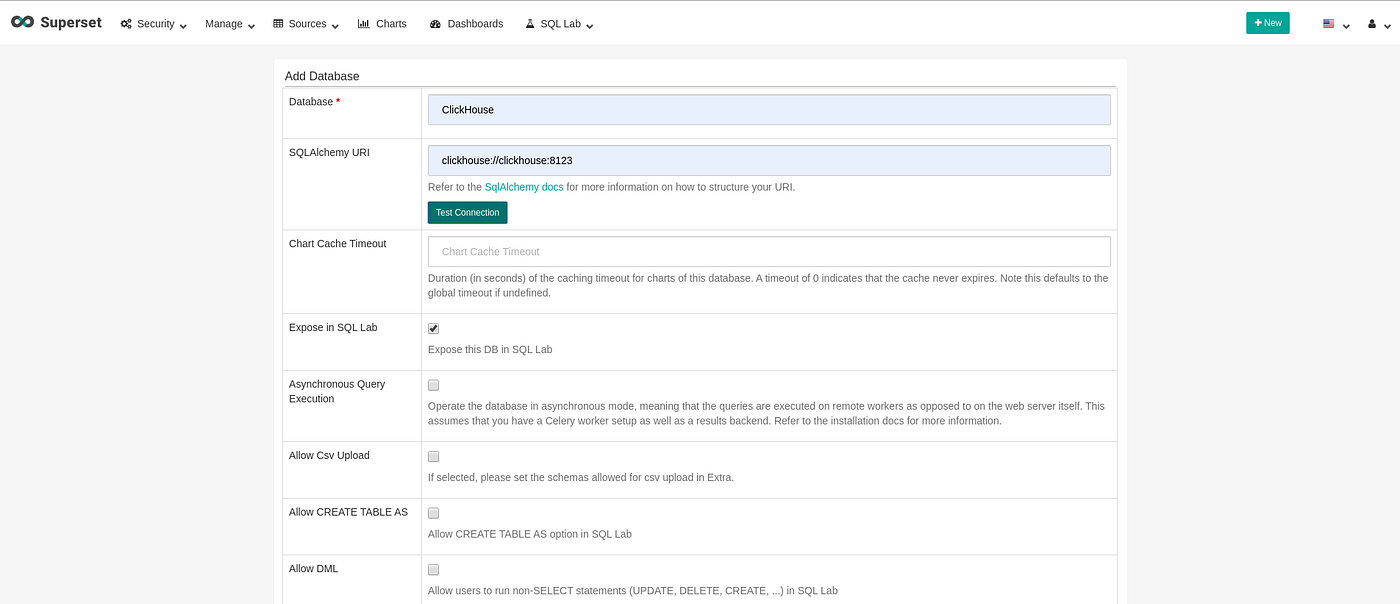 Superset Security Manage Sources Charts Dashboards SQL Lab New
Add Database
Database *
ClickHouse
SQLAlchemy URI
clickhouse://clickhouse:8123
Refer to the SqlAlchemy docs for more information on how to structure your URI.
Test Connection
Chart Cache Timeout
Chart Cache Timeout
Duration (in seconds) of the caching timeout for charts of this database. A timeout of 0 indicates that the cache never expires. Note this defaults to the
global timeout if undefined.
Expose in SQL Lab
Expose this DB in SQL Lab
Asynchronous Query
Execution
Operate the database in asynchronous mode, meaning that the queries are executed on remote workers as opposed to on the web server itself. This
assumes that you have a Celery worker setup as well as a results backend. Refer to the installation docs for more information.
Allow Csv Upload
If selected, please set the schemas allowed for csv upload in Extra.
Allow CREATE TABLE AS
Allow CREATE TABLE AS option in SQL Lab
Allow DML
Allow users to run non-SELECT statements (UPDATE, DELETE, CREATE, ...) in SQL Lab